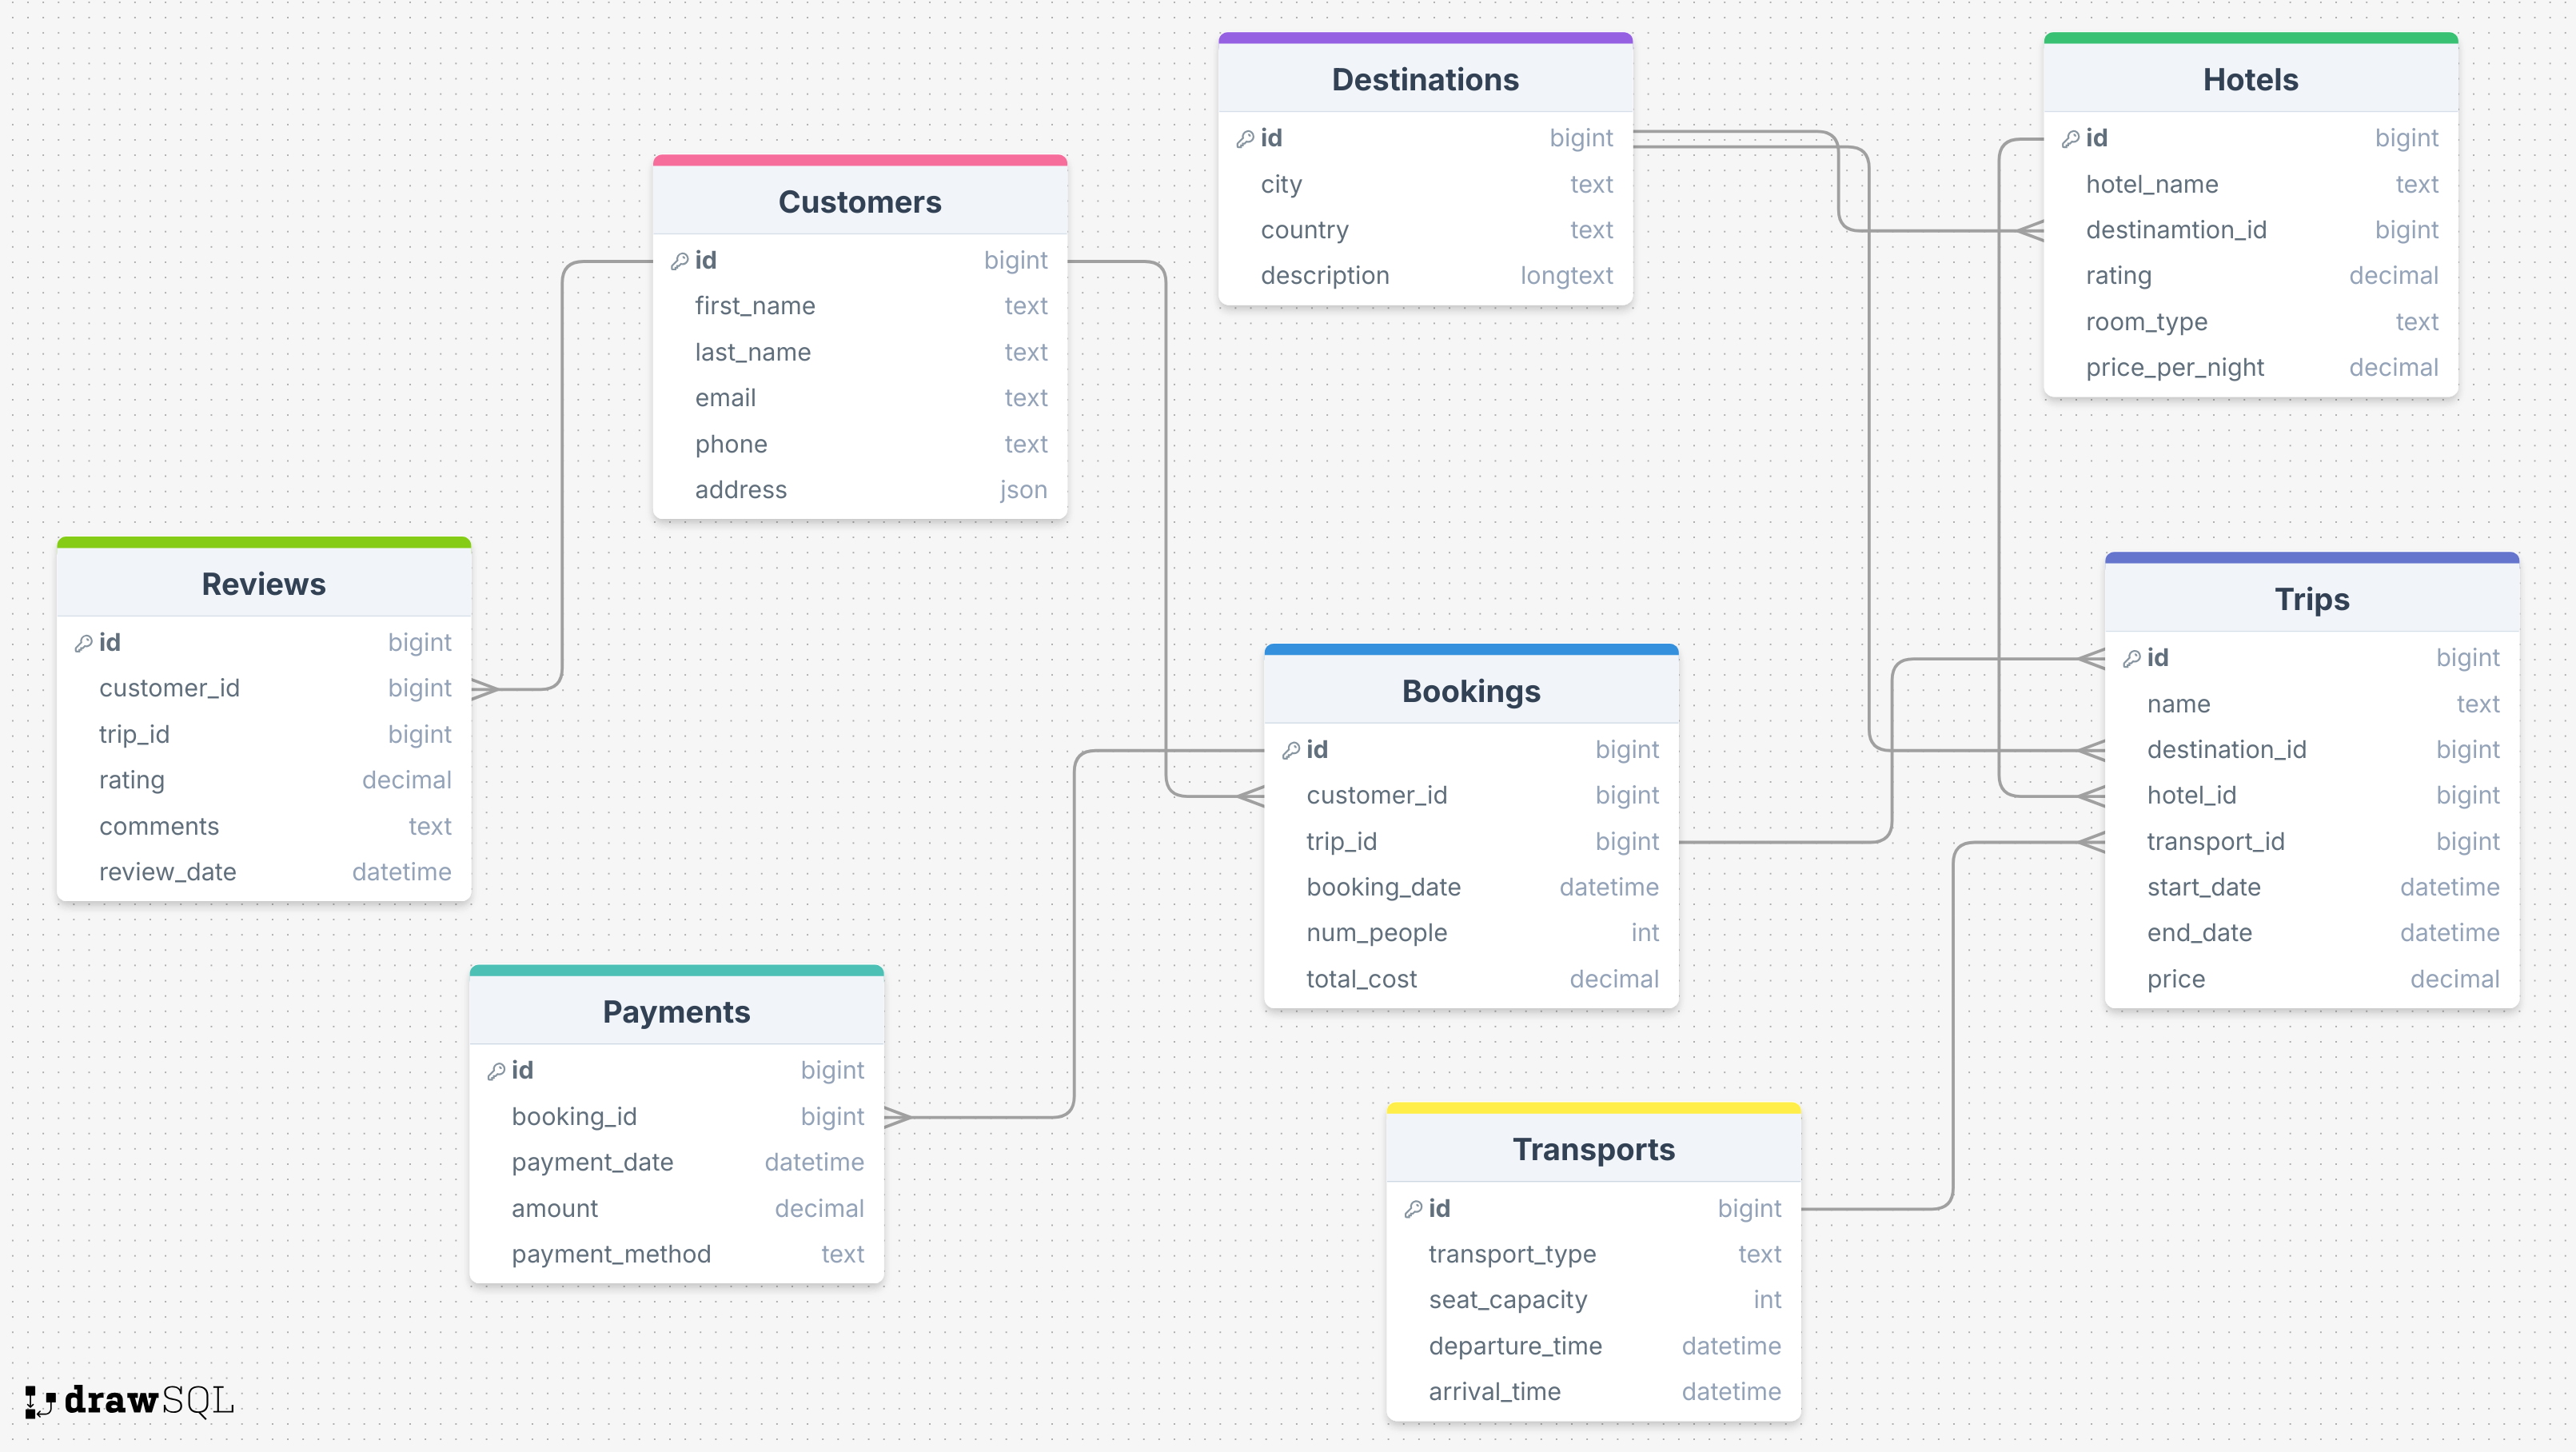 Destinations
id bigint
city text
country text
description longtext
Hotels
id bigint
hotel_name text
destinamtion_id bigint
rating decimal
room_type text
price_per_night decimal
Customers
id bigint
first_name text
last_name text
email text
phone text
address json
Reviews
id bigint
customer_id bigint
trip_id bigint
rating decimal
comments text
review_date datetime
Trips
id bigint
name text
destination_id bigint
hotel_id bigint
transport_id bigint
start_date datetime
end_date datetime
price decimal
Bookings
id bigint
customer_id bigint
trip_id bigint
booking_date datetime
num_people int
total_cost decimal
Payments
id bigint
booking_id bigint
payment_date datetime
amount decimal
payment_method text
Transports
id bigint
transport_type text
seat_capacity int
departure_time datetime
arrival_time datetime
drawSQL